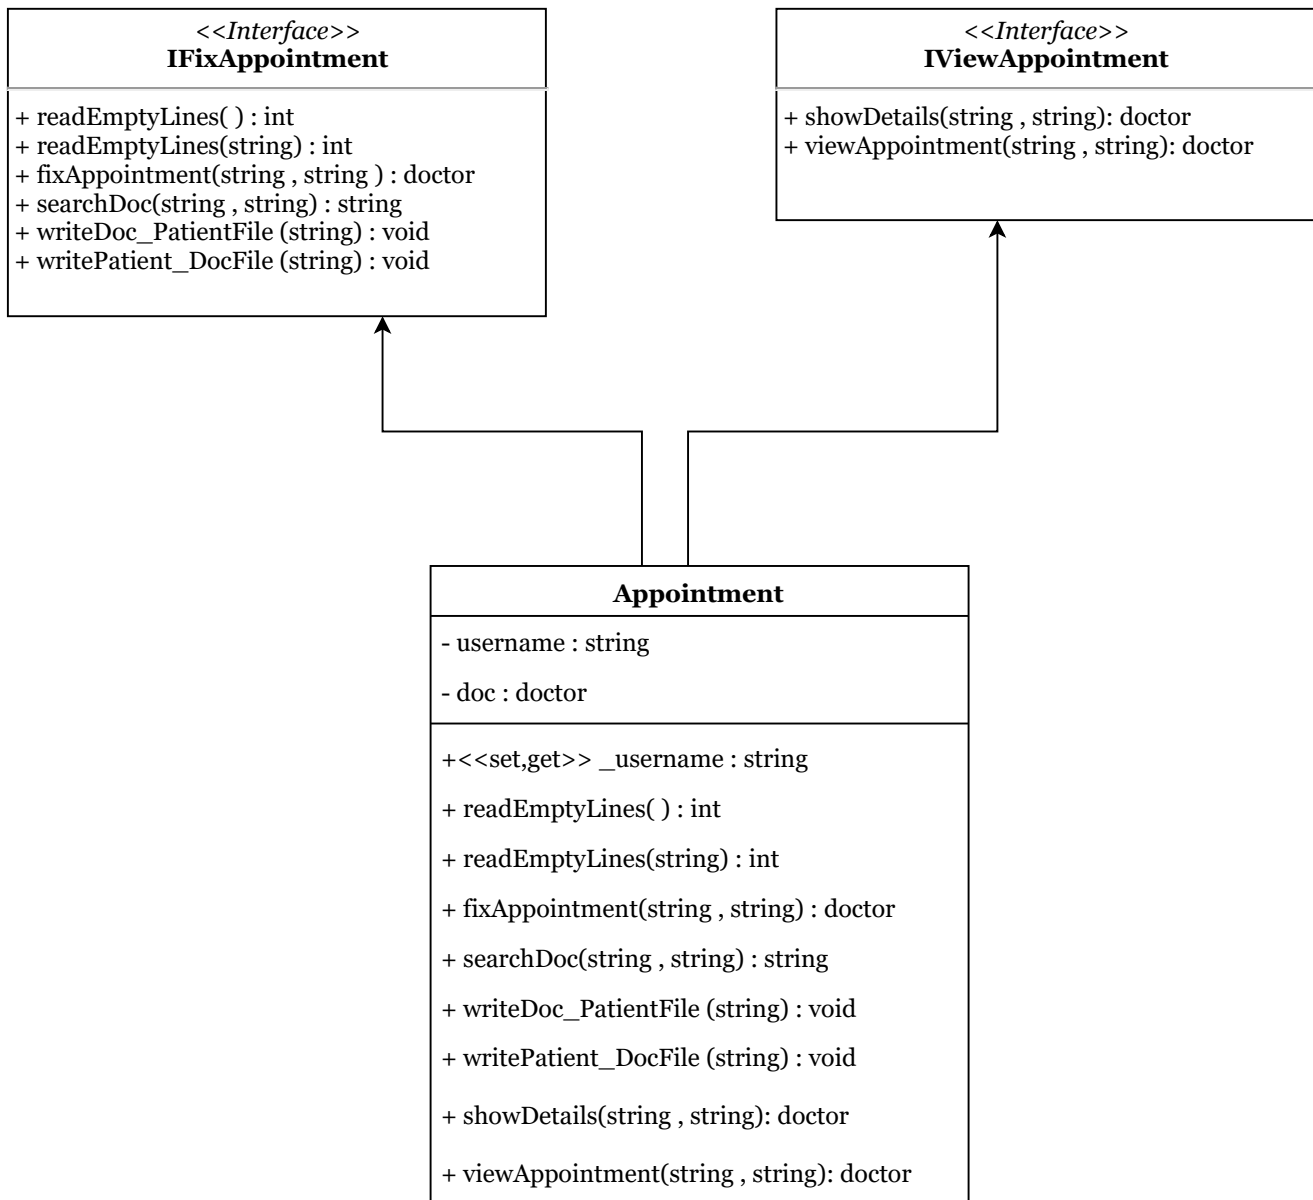 <<Interface>>
IFixAppointment
+ readEmptyLines( ) : int
+ readEmptyLines(string) : int
+ fixAppointment(string , string ) : doctor
+ searchDoc(string , string) : string
+ writeDoc_PatientFile (string) : void
+ writePatient_DocFile (string) : void
<<Interface>>
IViewAppointment
+ showDetails(string , string): doctor
+ viewAppointment(string , string): doctor
Appointment
- username : string
- doc : doctor
+<<set,get>> _username : string
+ readEmptyLines( ) : int
+ readEmptyLines(string) : int
+ fixAppointment(string , string) : doctor
+ searchDoc(string , string) : string
+ writeDoc_PatientFile (string) : void
+ writePatient_DocFile (string) : void
+ showDetails(string , string): doctor
+ viewAppointment(string , string): doctor